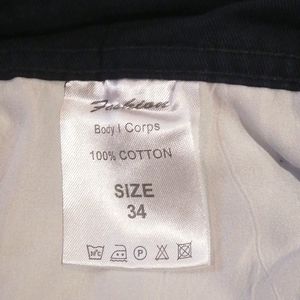 Fashion
Body | Corps
100% COTTON
SIZE
34
P